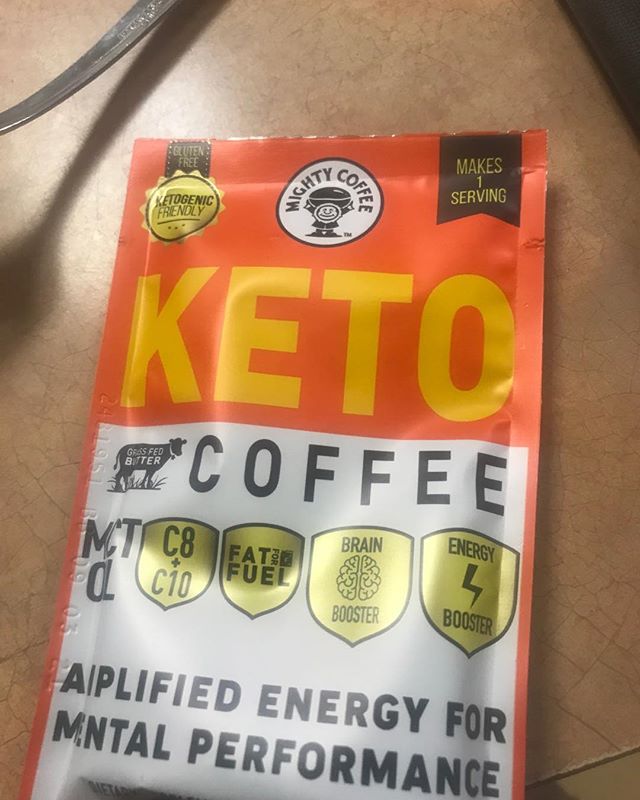 GLUTEN
FREE
KETOGENIC
FRIENDLY
MIGHTY COFFEE
TM
MAKES
1
SERVING
KETO
GRASS FED
BUTTER
COFFEE
MCT
OIL
C8
+
C10
FAT FOR
FUEL
BRAIN
BOOSTER
ENERGY
BOOSTER
AMPLIFIED ENERGY FOR
MENTAL PERFORMANCE